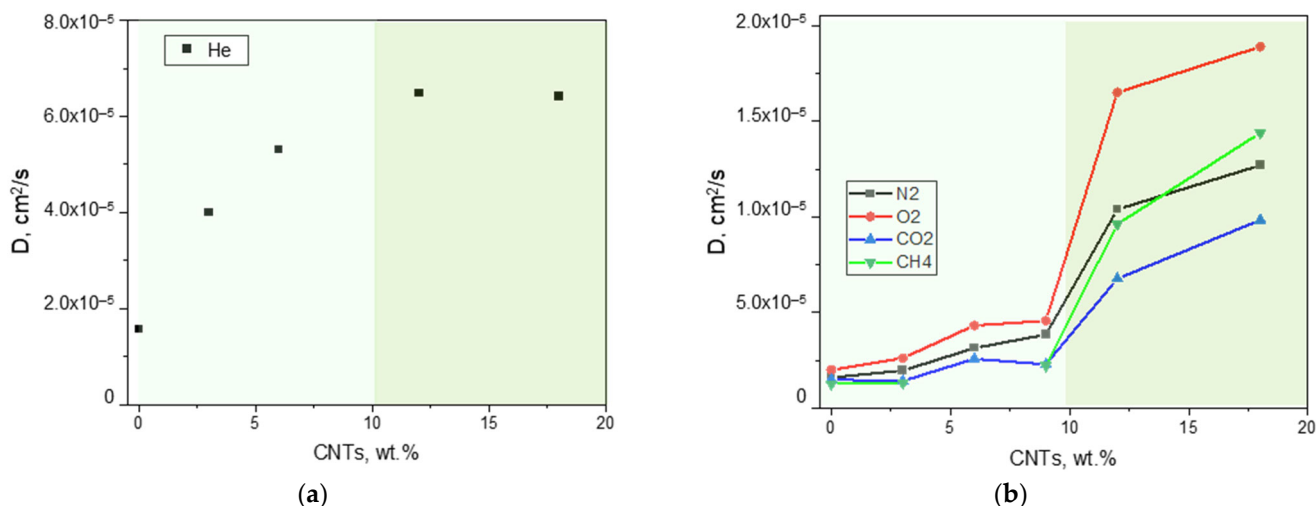 8.0x10⁻⁵
6.0x10⁻⁵
4.0x10⁻⁵
2.0x10⁻⁵
0
D, cm²/s
He
0 5 10 15 20
CNTs, wt.%
(a)
2.0x10⁻⁵
1.5x10⁻⁵
1.0x10⁻⁵
5.0x10⁻⁶
0
D, cm²/s
N2
O2
CO2
CH4
0 5 10 15 20
CNTs, wt.%
(b)